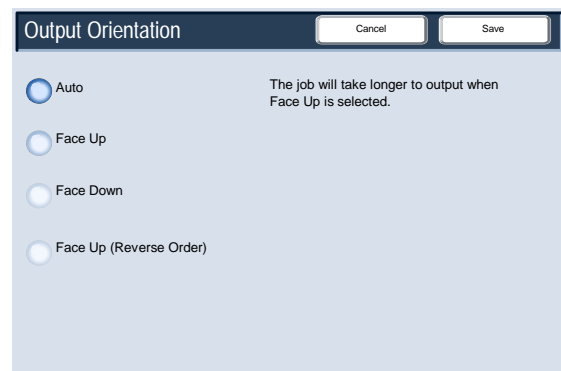 Output Orientation
Cancel
Save
Auto
The job will take longer to output when
Face Up is selected.
Face Up
Face Down
Face Up (Reverse Order)